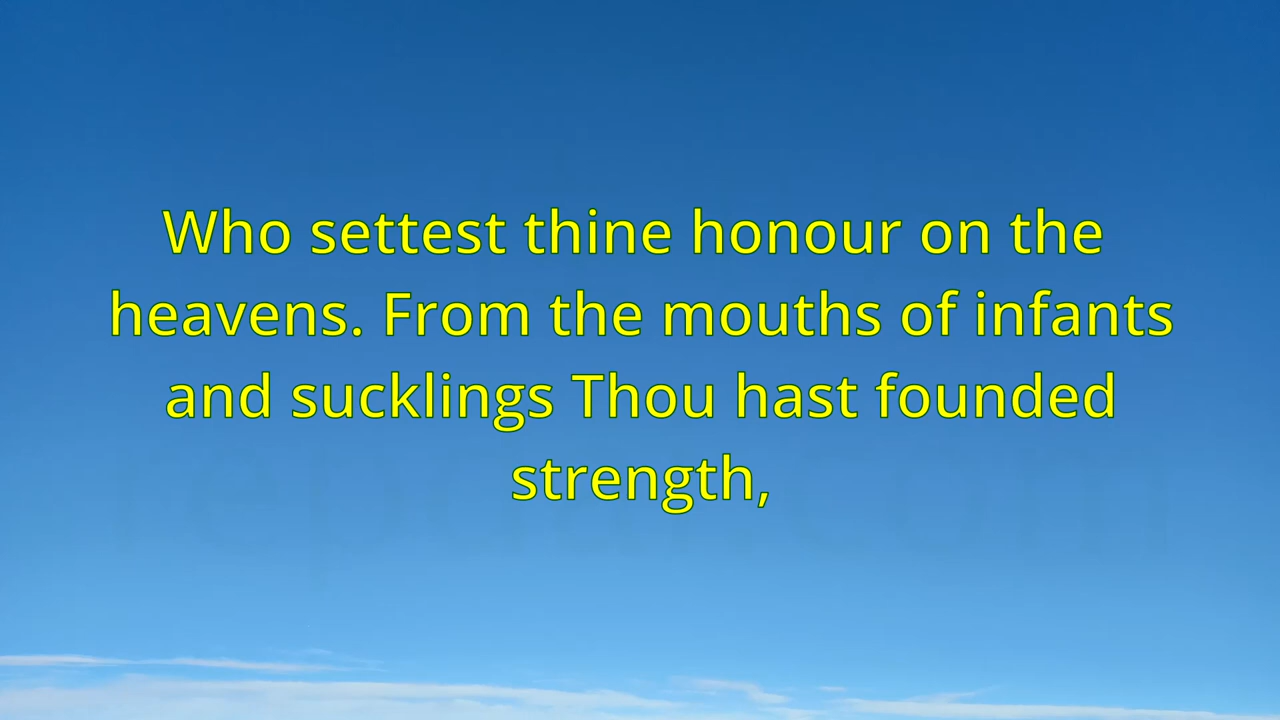 Who settest thine honour on the
heavens. From the mouths of infants
and sucklings Thou hast founded
strength,